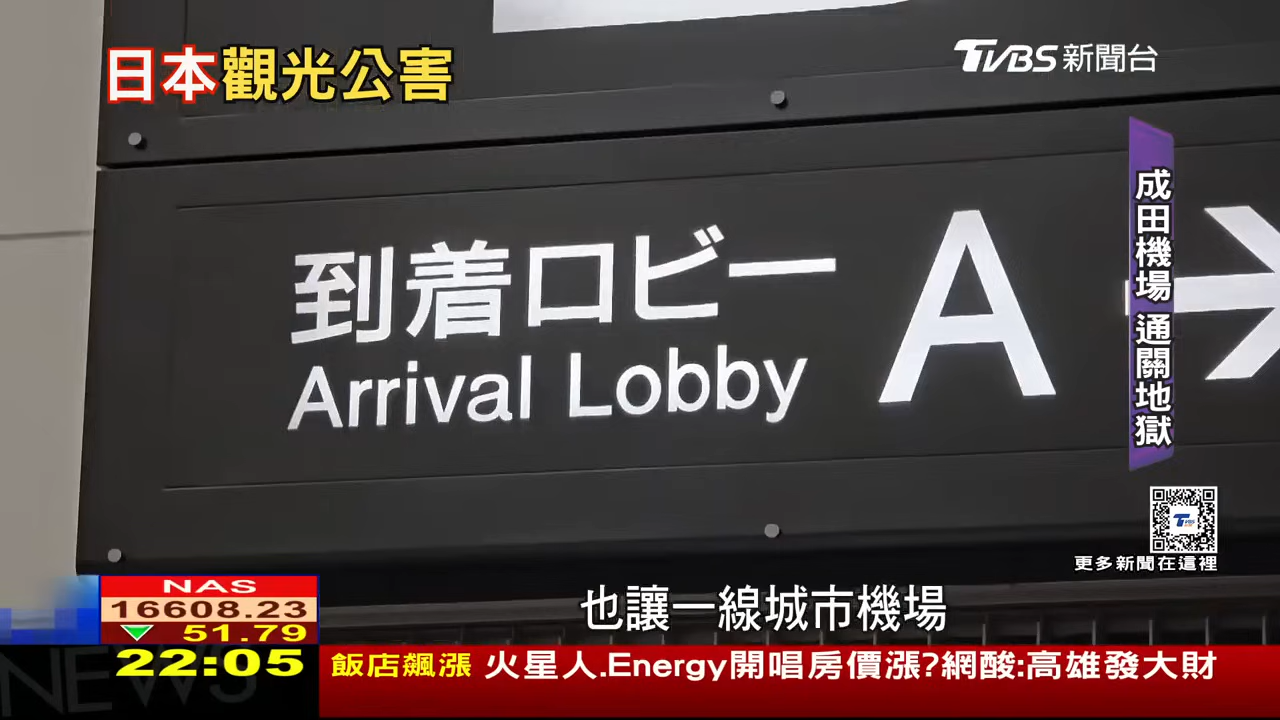 日本觀光公害
TVBS新聞台
到着ロビー
Arrival Lobby
A
成田機場 通關地獄
TVBS
更多新聞在這裡
也讓一線城市機場
NAS
16608.23
51.79
22:05
NEWS
飯店飆漲 火星人.Energy開唱房價漲?網酸:高雄發大財